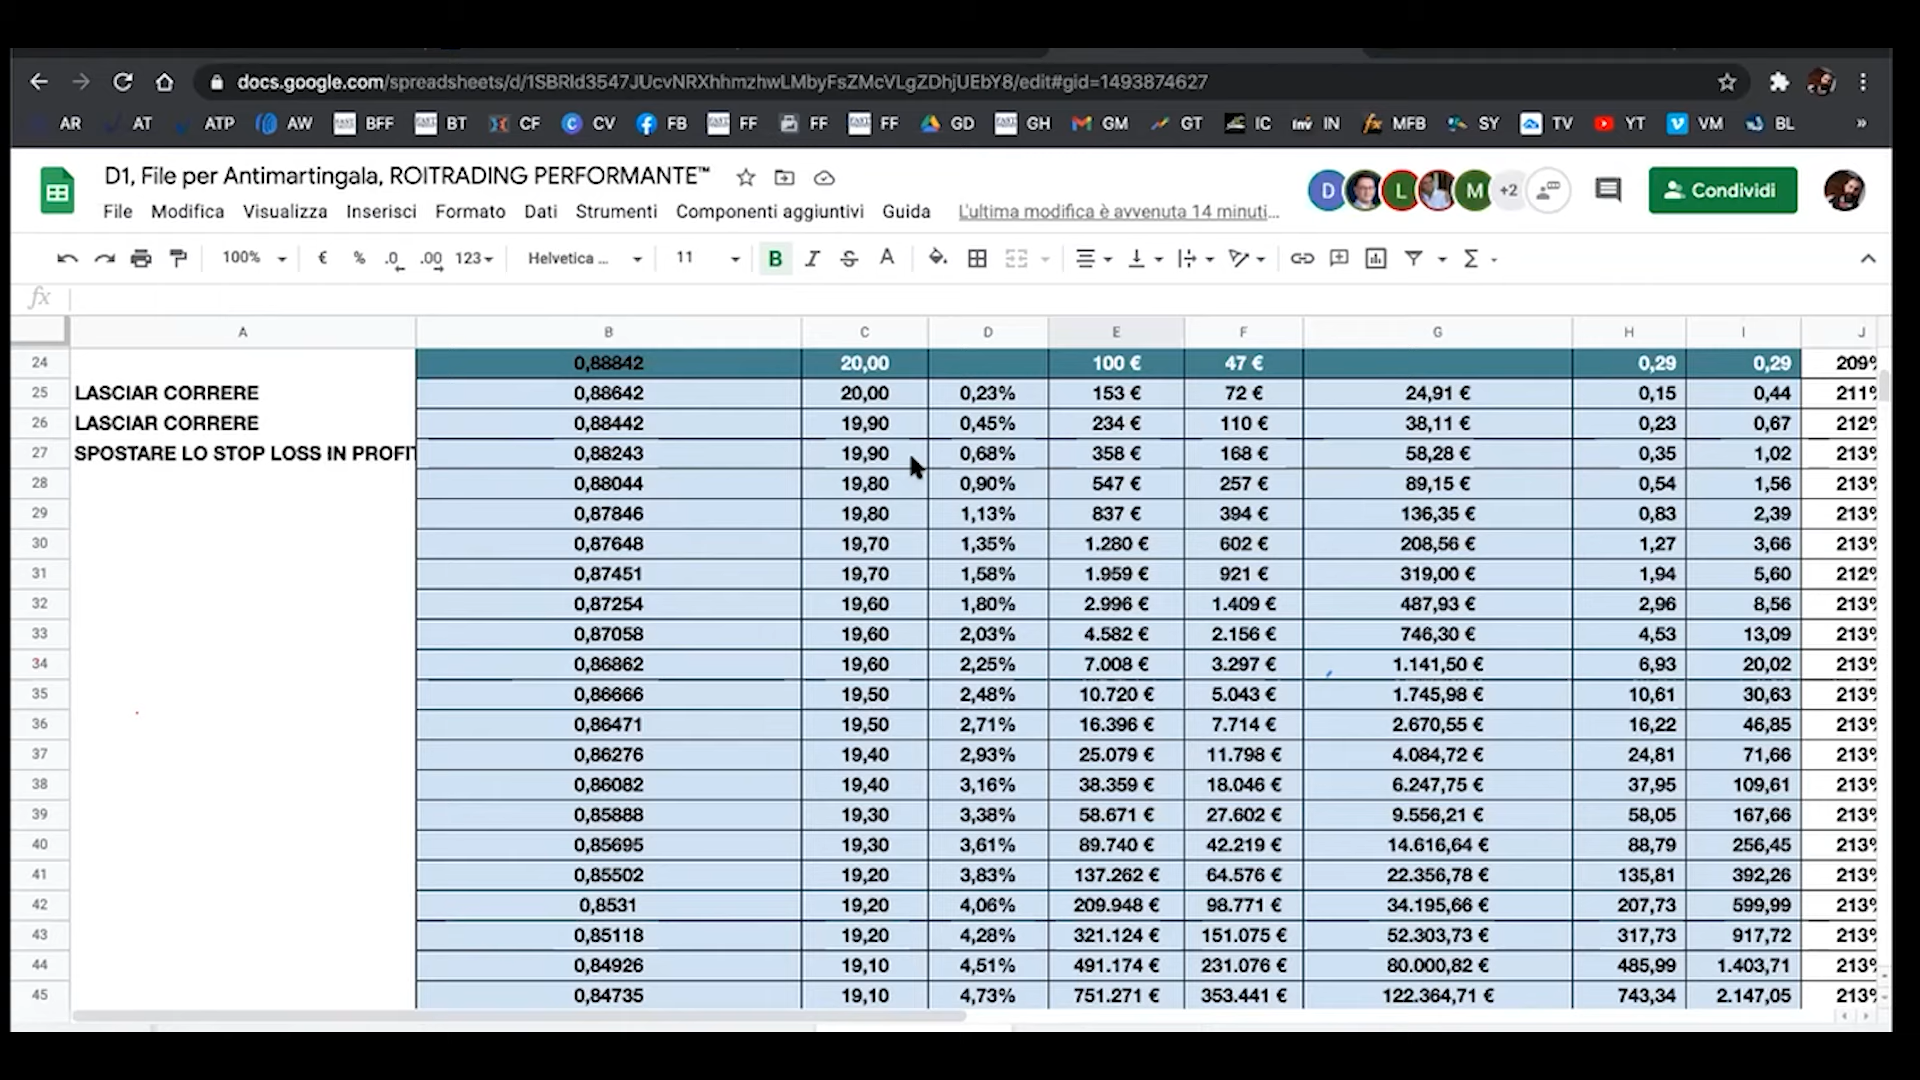 docs.google.com/spreadsheets/d/1SBRId3547JUcvNRXhhmzhwLMbyFsZMcVLgZDhjUEbY8/edit#gid=1493874627
AR AT ATP AW BFF BT CF CV FB FF FF FF GD GH GM GT IC Inv IN fx MFB SY TV YT VM BL »
D1, File per Antimartingala, ROITRADING PERFORMANTE™
D L M +2 Condividi
File Modifica Visualizza Inserisci Formato Dati Strumenti Componenti aggiuntivi Guida L'ultima modifica è avvenuta 14 minuti...
100% € % .0 .00 123 Helvetica ... 11 B I S A Σ
fx
A B C D E F G H I J
24 0,88842 20,00 100 € 47 € 0,29 0,29 209%
25 LASCIAR CORRERE 0,88642 20,00 0,23% 153 € 72 € 24,91 € 0,15 0,44 211%
26 LASCIAR CORRERE 0,88442 19,90 0,45% 234 € 110 € 38,11 € 0,23 0,67 212%
27 SPOSTARE LO STOP LOSS IN PROFIT 0,88243 19,90 0,68% 358 € 168 € 58,28 € 0,35 1,02 213%
28 0,88044 19,80 0,90% 547 € 257 € 89,15 € 0,54 1,56 213%
29 0,87846 19,80 1,13% 837 € 394 € 136,35 € 0,83 2,39 213%
30 0,87648 19,70 1,35% 1.280 € 602 € 208,56 € 1,27 3,66 213%
31 0,87451 19,70 1,58% 1.959 € 921 € 319,00 € 1,94 5,60 212%
32 0,87254 19,60 1,80% 2.996 € 1.409 € 487,93 € 2,96 8,56 213%
33 0,87058 19,60 2,03% 4.582 € 2.156 € 746,30 € 4,53 13,09 213%
34 0,86862 19,60 2,25% 7.008 € 3.297 € 1.141,50 € 6,93 20,02 213%
35 0,86666 19,50 2,48% 10.720 € 5.043 € 1.745,98 € 10,61 30,63 213%
36 0,86471 19,50 2,71% 16.396 € 7.714 € 2.670,55 € 16,22 46,85 213%
37 0,86276 19,40 2,93% 25.079 € 11.798 € 4.084,72 € 24,81 71,66 213%
38 0,86082 19,40 3,16% 38.359 € 18.046 € 6.247,75 € 37,95 109,61 213%
39 0,85888 19,30 3,38% 58.671 € 27.602 € 9.556,21 € 58,05 167,66 213%
40 0,85695 19,30 3,61% 89.740 € 42.219 € 14.616,64 € 88,79 256,45 213%
41 0,85502 19,20 3,83% 137.262 € 64.576 € 22.356,78 € 135,81 392,26 213%
42 0,8531 19,20 4,06% 209.948 € 98.771 € 34.195,66 € 207,73 599,99 213%
43 0,85118 19,20 4,28% 321.124 € 151.075 € 52.303,73 € 317,73 917,72 213%
44 0,84926 19,10 4,51% 491.174 € 231.076 € 80.000,82 € 485,99 1.403,71 213%
45 0,84735 19,10 4,73% 751.271 € 353.441 € 122.364,71 € 743,34 2.147,05 213%